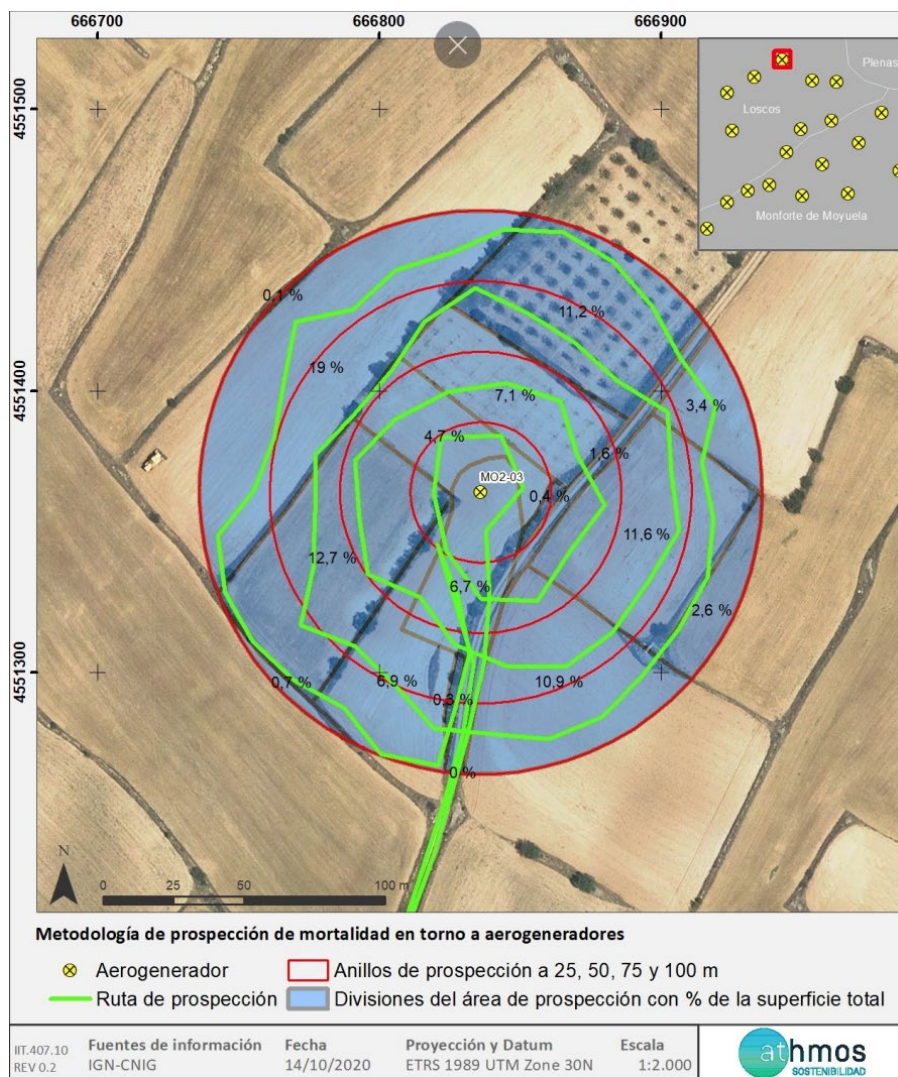 666700 666800 666900
4551500
4551400
4551300
Plenas
Loscos
Monforte de Moyuela
0,1 %
11,2 %
19 %
7,1 %
3,4 %
4,7 %
1,6 %
MO2-03
0,4 %
11,6 %
12,7 %
6,7 %
2,6 %
0,7 %
6,9 %
10,9 %
0,3 %
0 %
N
0 25 50 100 m
Metodología de prospección de mortalidad en torno a aerogeneradores
Aerogenerador Anillos de prospección a 25, 50, 75 y 100 m
Ruta de prospección Divisiones del área de prospección con % de la superficie total
IIT.407.10
REV 0.2
Fuentes de información Fecha Proyección y Datum Escala
IGN-CNIG 14/10/2020 ETRS 1989 UTM Zone 30N 1:2.000
athmos
SOSTENIBILIDAD